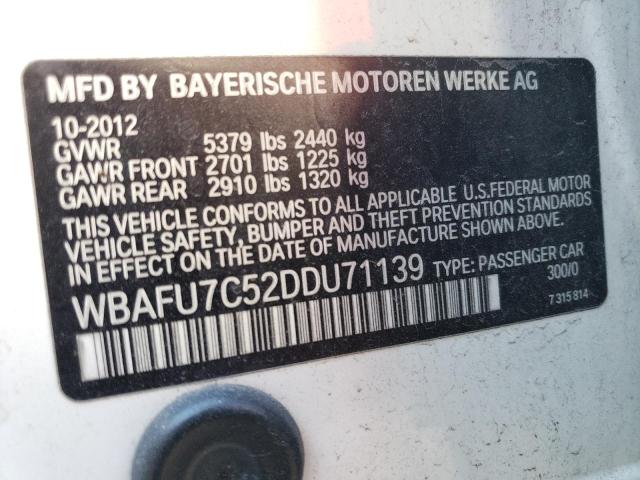 MFD BY BAYERISCHE MOTOREN WERKE AG
10-2012
GVWR 5379 lbs 2440 kg
GAWR FRONT 2701 lbs 1225 kg
GAWR REAR 2910 lbs 1320 kg
THIS VEHICLE CONFORMS TO ALL APPLICABLE U.S.FEDERAL MOTOR
VEHICLE SAFETY, BUMPER AND THEFT PREVENTION STANDARDS
IN EFFECT ON THE DATE OF MANUFACTURE SHOWN ABOVE.
WBAFU7C52DDU71139 TYPE: PASSENGER CAR
300/0
7 315 814